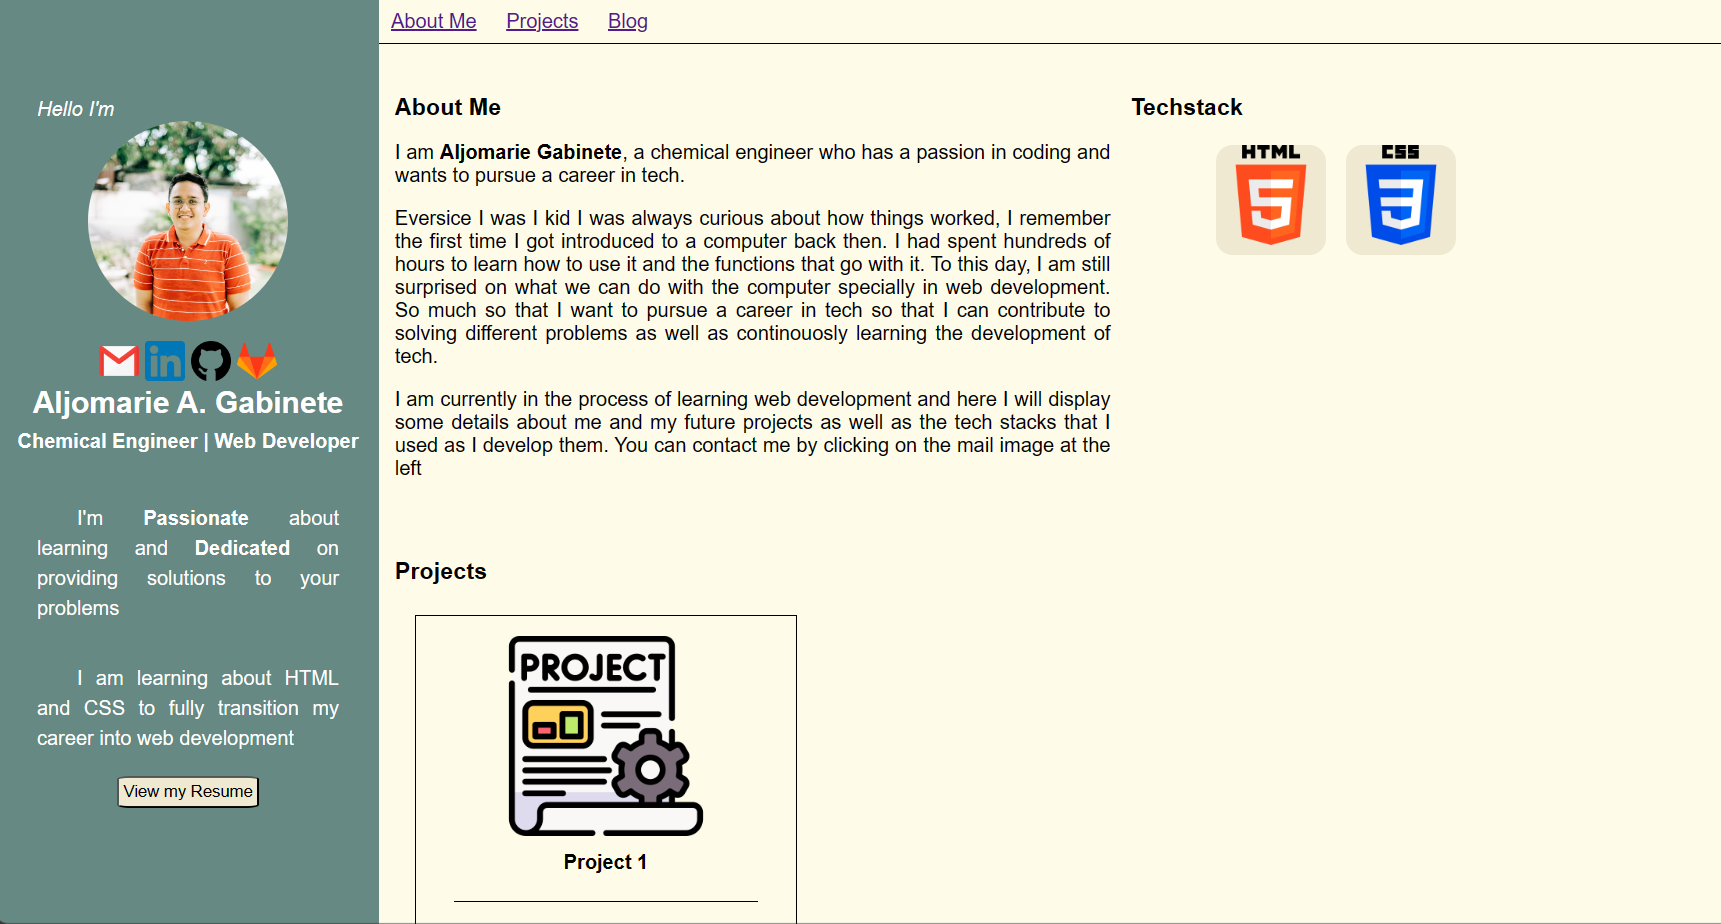 About Me Projects Blog
Hello I'm
Aljomarie A. Gabinete
Chemical Engineer | Web Developer
I'm Passionate about
learning and Dedicated on
providing solutions to your
problems
I am learning about HTML
and CSS to fully transition my
career into web development
View my Resume
About Me
I am Aljomarie Gabinete, a chemical engineer who has a passion in coding and
wants to pursue a career in tech.
Eversice I was I kid I was always curious about how things worked, I remember
the first time I got introduced to a computer back then. I had spent hundreds of
hours to learn how to use it and the functions that go with it. To this day, I am still
surprised on what we can do with the computer specially in web development.
So much so that I want to pursue a career in tech so that I can contribute to
solving different problems as well as continouosly learning the development of
tech.
I am currently in the process of learning web development and here I will display
some details about me and my future projects as well as the tech stacks that I
used as I develop them. You can contact me by clicking on the mail image at the
left
Techstack
HTML
5
CSS
3
Projects
PROJECT
Project 1